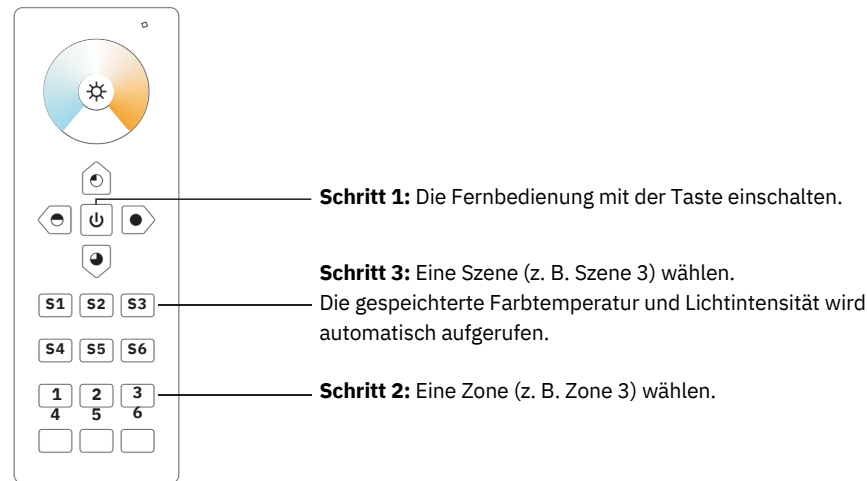 Schritt 1: Die Fernbedienung mit der Taste einschalten.
Schritt 3: Eine Szene (z. B. Szene 3) wählen.
Die gespeicherte Farbtemperatur und Lichtintensität wird
automatisch aufgerufen.
S1 S2 S3
S4 S5 S6
Schritt 2: Eine Zone (z. B. Zone 3) wählen.
1 2 3
4 5 6